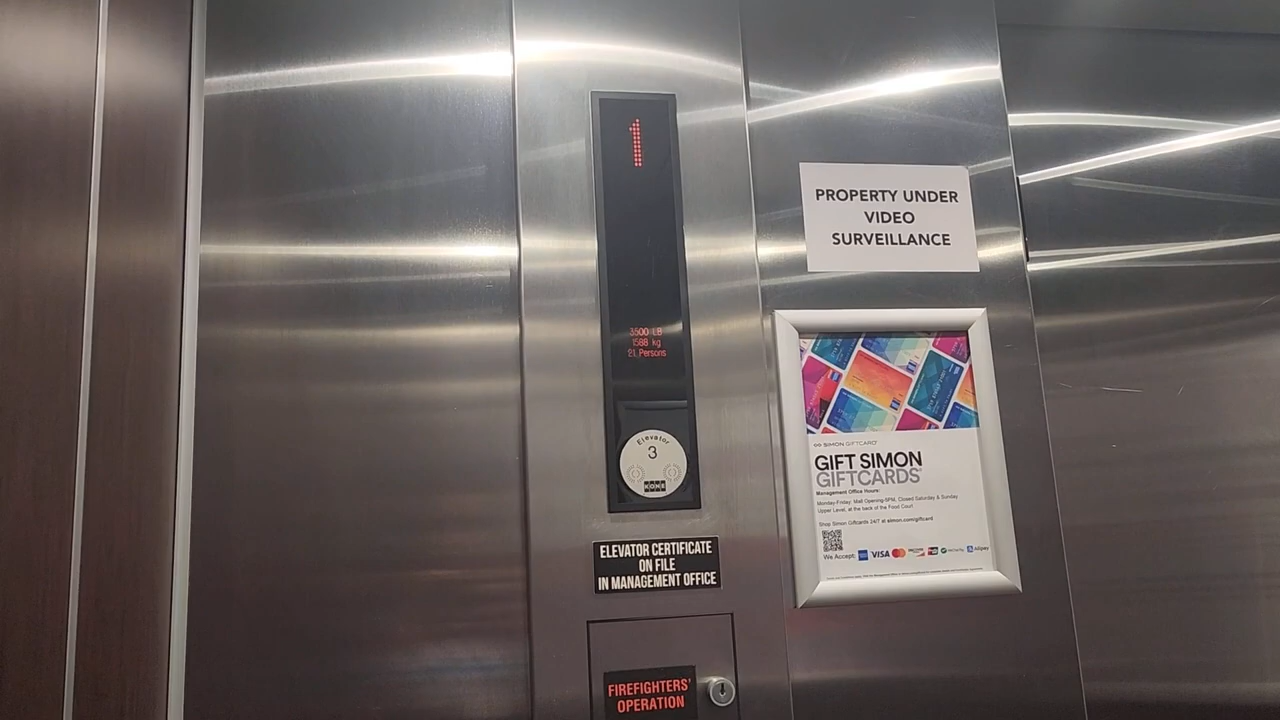 1
3500 LB
1588 kg
21 Persons
Elevator
3
KONE
ELEVATOR CERTIFICATE
ON FILE
IN MANAGEMENT OFFICE
FIREFIGHTERS'
OPERATION
PROPERTY UNDER
VIDEO
SURVEILLANCE
SIMON GIFTCARD
GIFT SIMON
GIFTCARDS
Management Office Hours:
Monday-Friday: Mall Opening-5PM, Closed Saturday & Sunday
Upper Level, at the back of the Food Court
Shop Simon Giftcards 24/7 at simon.com/giftcard
We Accept: VISA Alipay